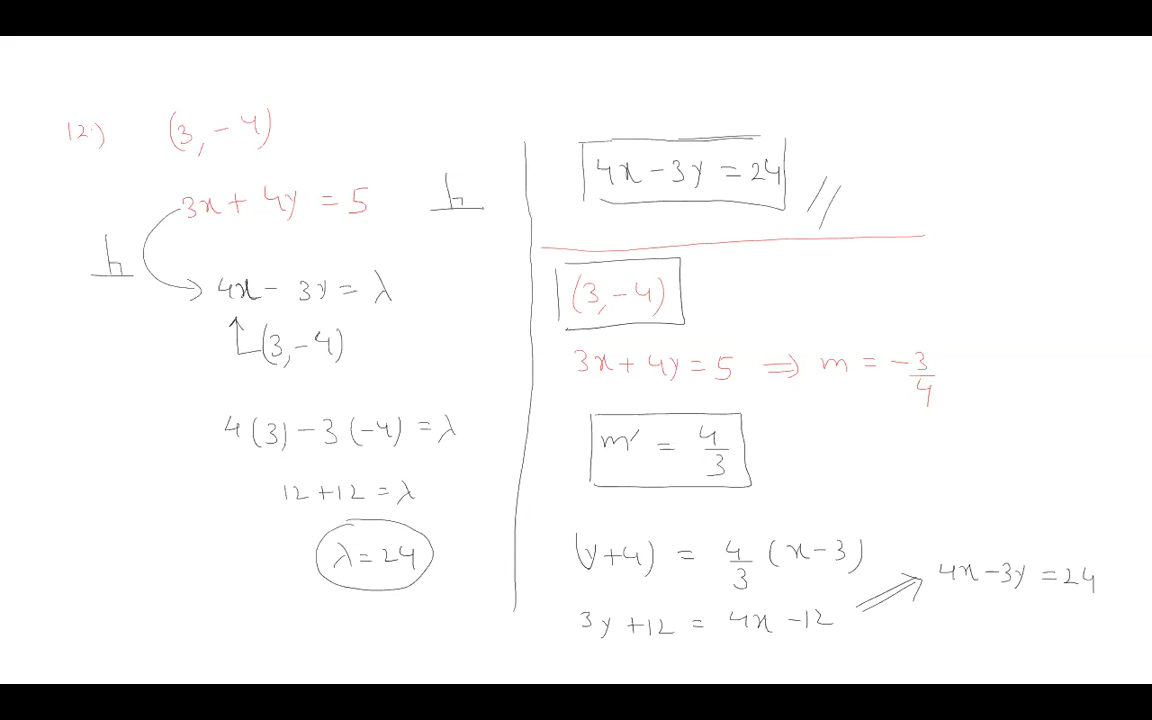 12.) (3, -4)
3x + 4y = 5
4x - 3y = λ
(3, -4)
4(3) - 3(-4) = λ
12 + 12 = λ
λ = 24
4x - 3y = 24
(3, -4)
3x + 4y = 5 ⟹ m = -3/4
m' = 4/3
(y+4) = 4/3 (x-3)
3y + 12 = 4x - 12 ⟹ 4x - 3y = 24